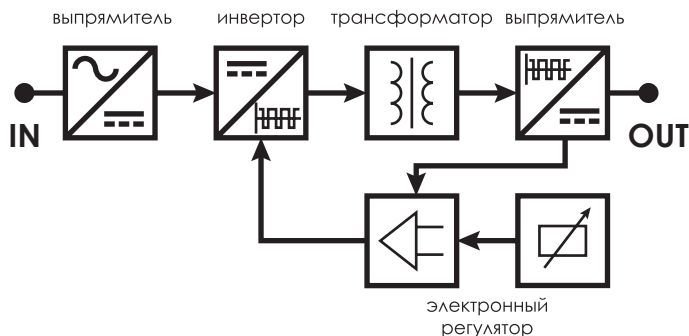 выпрямитель
инвертор
трансформатор
выпрямитель
IN
OUT
электронный
регулятор